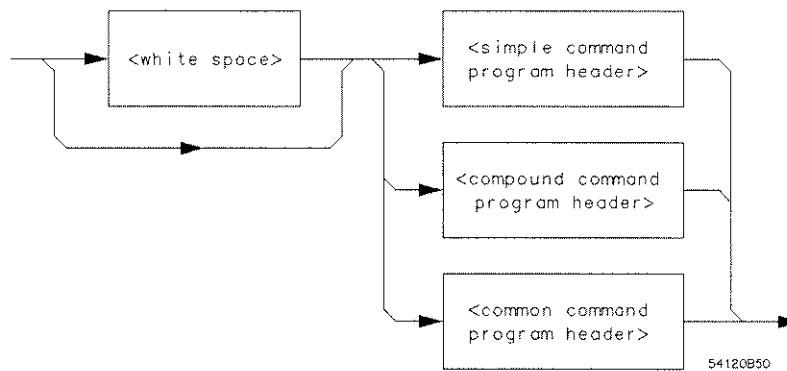 <white space>
<simple command
program header>
<compound command
program header>
<common command
program header>
54120B50